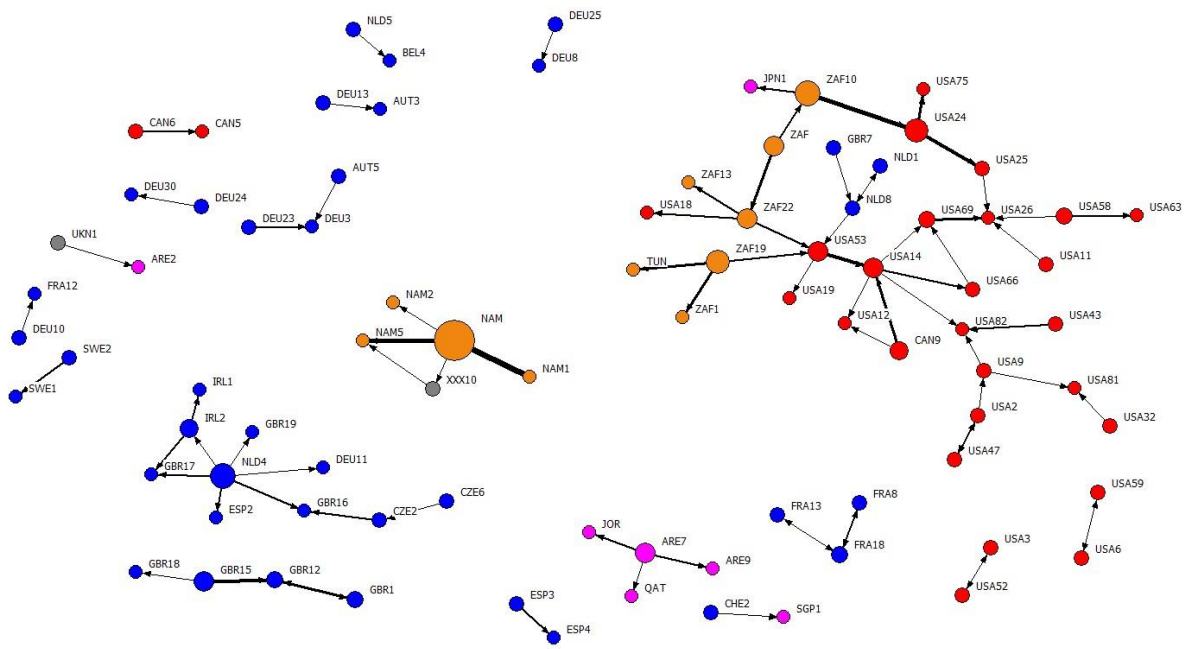 NLD5
DEU25
BEL4
DEU8
JPN1
ZAF10
USA75
DEU13
AUT3
USA24
CAN6
CAN5
ZAF
GBR7
NLD1
USA25
AUT5
ZAF13
DEU30
DEU24
NLD8
USA18
ZAF22
USA69
USA26
USA58
USA63
DEU23
DEU3
UKN1
USA53
ARE2
TUN
ZAF19
USA14
USA11
FRA12
USA19
USA66
NAM2
NAM
ZAF1
DEU10
NAM5
USA12
USA82
USA43
SWE2
CAN9
NAM1
USA9
SWE1
XXX10
USA81
IRL1
IRL2
GBR19
USA2
USA32
GBR17
NLD4
DEU11
USA47
ESP2
GBR16
CZE2
CZE6
FRA13
FRA8
USA59
JOR
ARE7
FRA18
USA3
USA6
GBR18
GBR15
GBR12
ARE9
GBR1
QAT
USA52
ESP3
CHE2
SGP1
ESP4